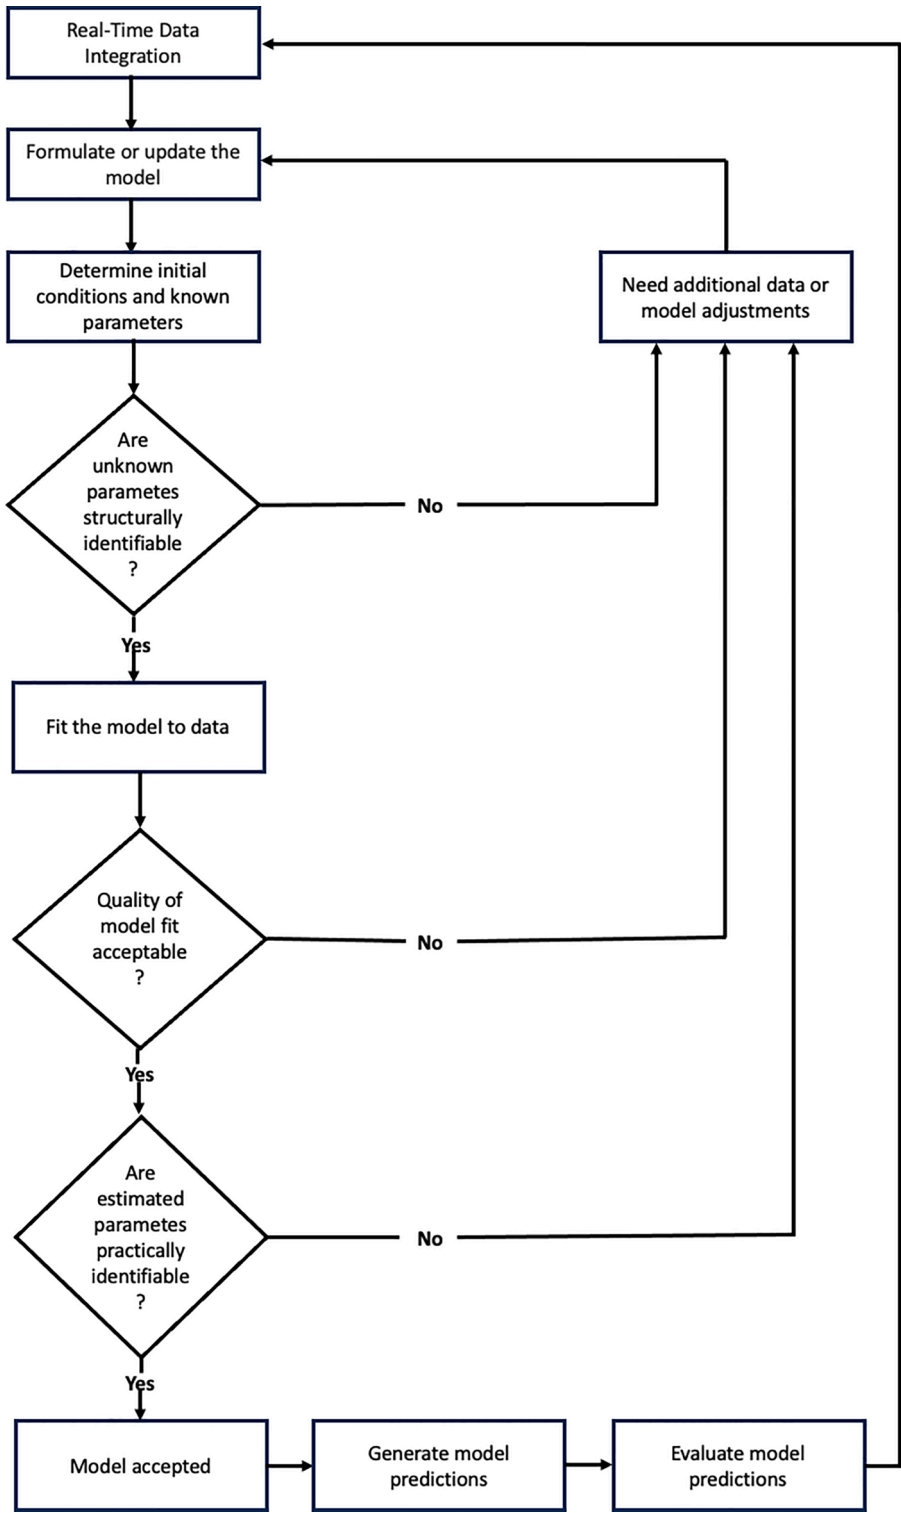 Real-Time Data
Integration
Formulate or update the
model
Determine initial
conditions and known
parameters
Need additional data or
model adjustments
Are
unknown
parametes
structurally
identifiable
?
No
Yes
Fit the model to data
Quality of
model fit
acceptable
?
No
Yes
Are
estimated
parametes
practically
identifiable
?
No
Yes
Model accepted
Generate model
predictions
Evaluate model
predictions